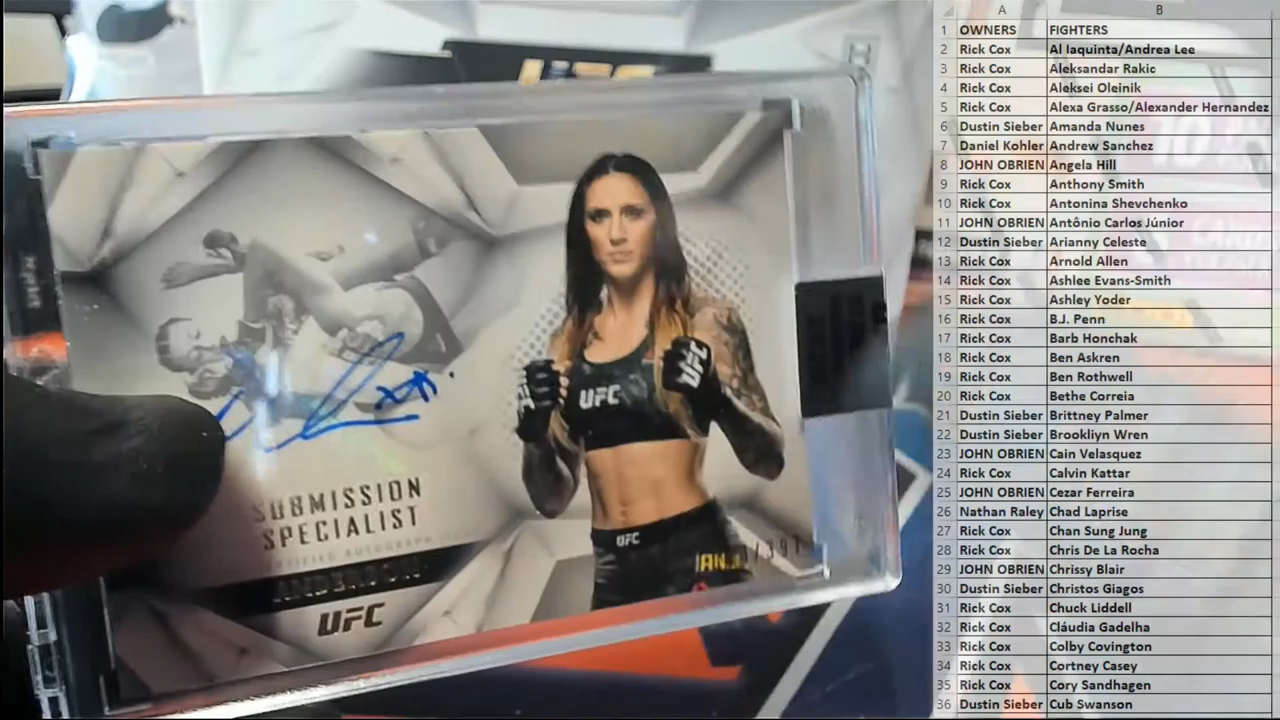 UFC
UFC
UFC
SUBMISSION
SPECIALIST
ANDERSON
UFC
A B
1 OWNERS FIGHTERS
2 Rick Cox Al Iaquinta/Andrea Lee
3 Rick Cox Aleksandar Rakic
4 Rick Cox Aleksei Oleinik
5 Rick Cox Alexa Grasso/Alexander Hernandez
6 Dustin Sieber Amanda Nunes
7 Daniel Kohler Andrew Sanchez
8 JOHN OBRIEN Angela Hill
9 Rick Cox Anthony Smith
10 Rick Cox Antonina Shevchenko
11 JOHN OBRIEN Antônio Carlos Júnior
12 Dustin Sieber Arianny Celeste
13 Rick Cox Arnold Allen
14 Rick Cox Ashlee Evans-Smith
15 Rick Cox Ashley Yoder
16 Rick Cox B.J. Penn
17 Rick Cox Barb Honchak
18 Rick Cox Ben Askren
19 Rick Cox Ben Rothwell
20 Rick Cox Bethe Correia
21 Dustin Sieber Brittney Palmer
22 Dustin Sieber Brookliyn Wren
23 JOHN OBRIEN Cain Velasquez
24 Rick Cox Calvin Kattar
25 JOHN OBRIEN Cezar Ferreira
26 Nathan Raley Chad Laprise
27 Rick Cox Chan Sung Jung
28 Rick Cox Chris De La Rocha
29 JOHN OBRIEN Chrissy Blair
30 Dustin Sieber Christos Giagos
31 Rick Cox Chuck Liddell
32 Rick Cox Cláudia Gadelha
33 Rick Cox Colby Covington
34 Rick Cox Cortney Casey
35 Rick Cox Cory Sandhagen
36 Dustin Sieber Cub Swanson